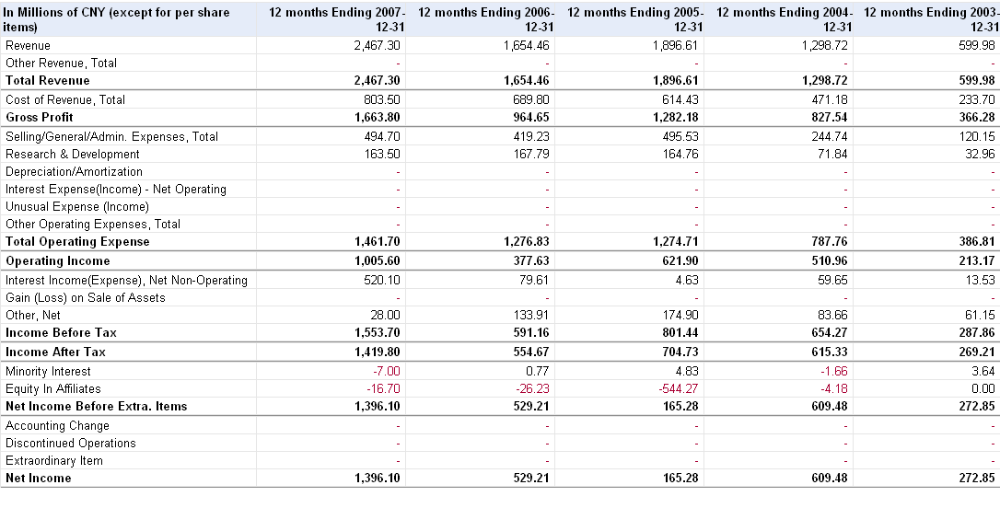 In Millions of CNY (except for per share items) 12 months Ending 2007-12-31 12 months Ending 2006-12-31 12 months Ending 2005-12-31 12 months Ending 2004-12-31 12 months Ending 2003-12-31
Revenue 2,467.30 1,654.46 1,896.61 1,298.72 599.98
Other Revenue, Total - - - - -
Total Revenue 2,467.30 1,654.46 1,896.61 1,298.72 599.98
Cost of Revenue, Total 803.50 689.80 614.43 471.18 233.70
Gross Profit 1,663.80 964.65 1,282.18 827.54 366.28
Selling/General/Admin. Expenses, Total 494.70 419.23 495.53 244.74 120.15
Research & Development 163.50 167.79 164.76 71.84 32.96
Depreciation/Amortization - - - - -
Interest Expense(Income) - Net Operating - - - - -
Unusual Expense (Income) - - - - -
Other Operating Expenses, Total - - - - -
Total Operating Expense 1,461.70 1,276.83 1,274.71 787.76 386.81
Operating Income 1,005.60 377.63 621.90 510.96 213.17
Interest Income(Expense), Net Non-Operating 520.10 79.61 4.63 59.65 13.53
Gain (Loss) on Sale of Assets - - - - -
Other, Net 28.00 133.91 174.90 83.66 61.15
Income Before Tax 1,553.70 591.16 801.44 654.27 287.86
Income After Tax 1,419.80 554.67 704.73 615.33 269.21
Minority Interest -7.00 0.77 4.83 -1.66 3.64
Equity In Affiliates -16.70 -26.23 -544.27 -4.18 0.00
Net Income Before Extra. Items 1,396.10 529.21 165.28 609.48 272.85
Accounting Change - - - - -
Discontinued Operations - - - - -
Extraordinary Item - - - - -
Net Income 1,396.10 529.21 165.28 609.48 272.85